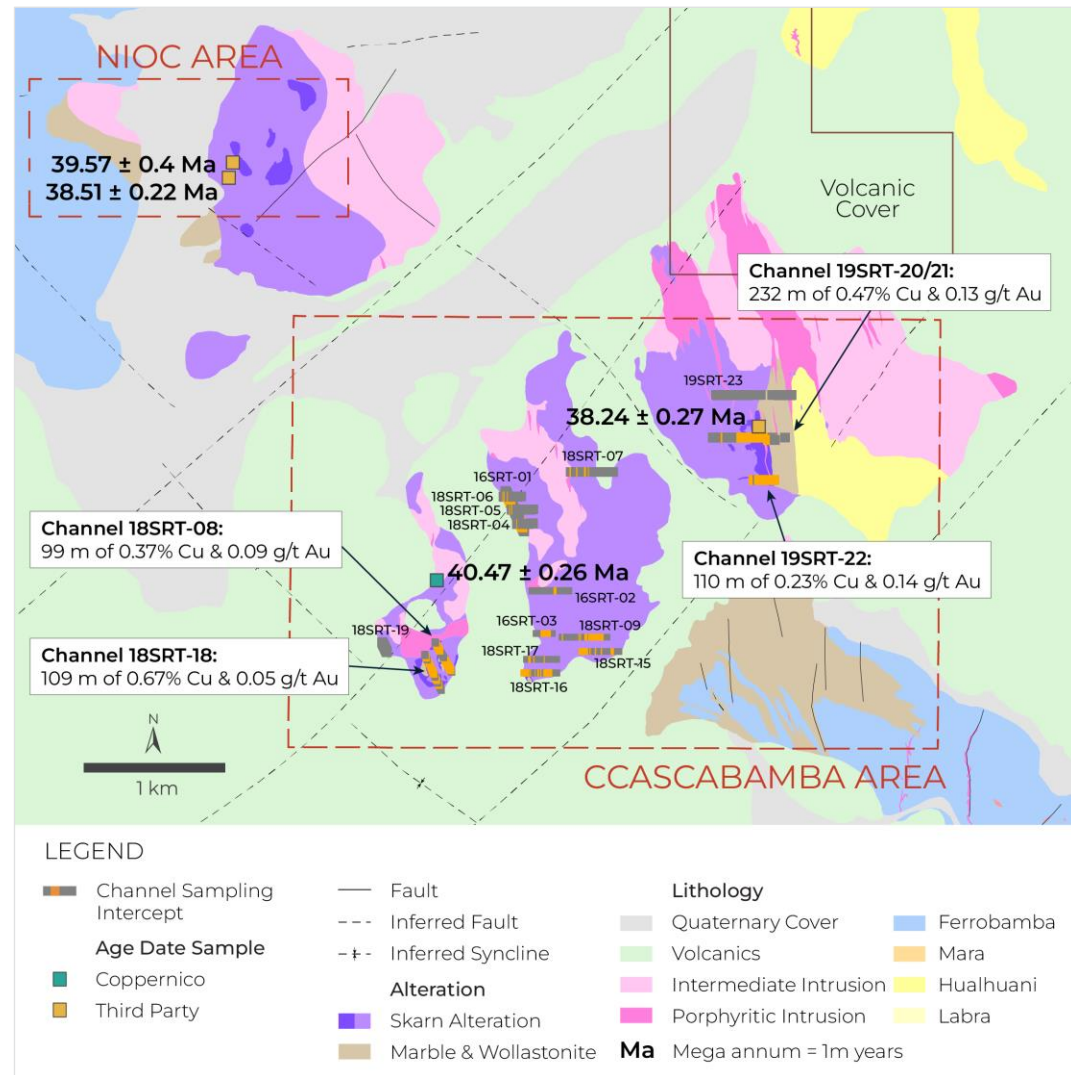 NIOC AREA
39.57 ± 0.4 Ma
38.51 ± 0.22 Ma
Volcanic
Cover
Channel 19SRT-20/21:
232 m of 0.47% Cu & 0.13 g/t Au
19SRT-23
38.24 ± 0.27 Ma
18SRT-07
16SRT-01
18SRT-06
18SRT-05
18SRT-04
Channel 18SRT-08:
99 m of 0.37% Cu & 0.09 g/t Au
Channel 19SRT-22:
110 m of 0.23% Cu & 0.14 g/t Au
40.47 ± 0.26 Ma
16SRT-02
16SRT-03
18SRT-09
18SRT-19
18SRT-17
18SRT-15
18SRT-16
Channel 18SRT-18:
109 m of 0.67% Cu & 0.05 g/t Au
N
1 km
CCASCABAMBA AREA
LEGEND
Channel Sampling
Intercept
Age Date Sample
Coppernico
Third Party
Fault
Inferred Fault
Inferred Syncline
Alteration
Skarn Alteration
Marble & Wollastonite
Lithology
Quaternary Cover
Volcanics
Intermediate Intrusion
Porphyritic Intrusion
Ma Mega annum = 1m years
Ferrobamba
Mara
Hualhuani
Labra